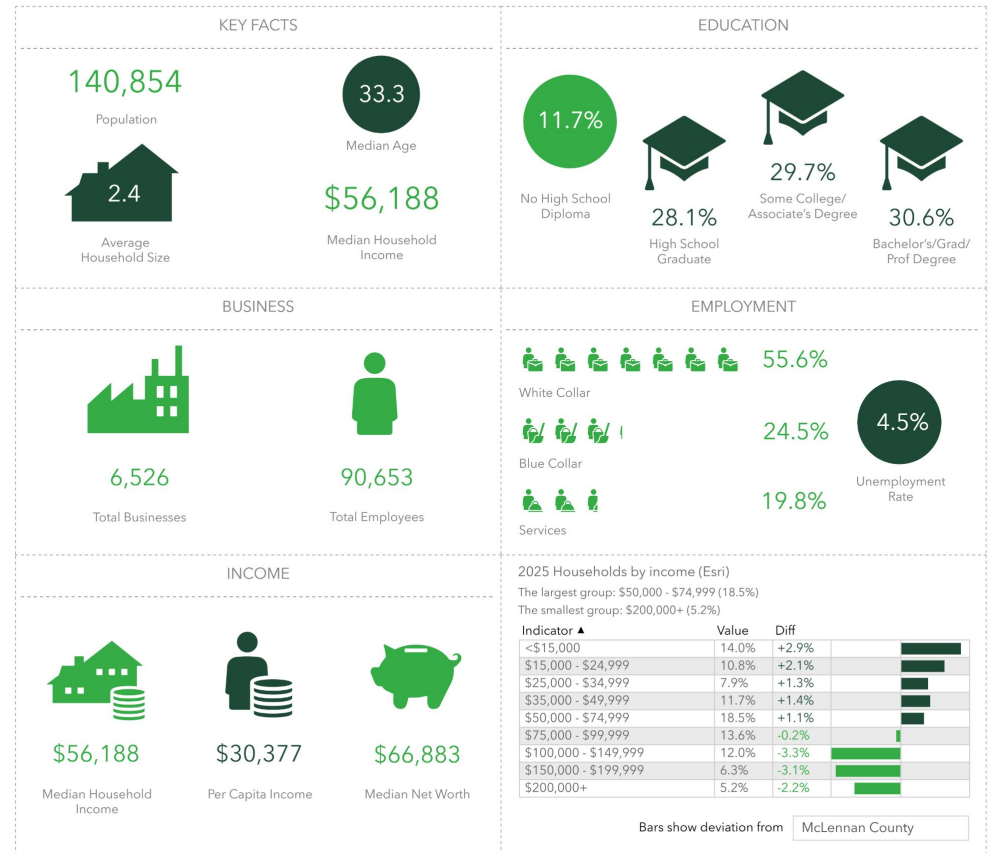 KEY FACTS
140,854
Population
33.3
Median Age
2.4
Average
Household Size
$56,188
Median Household
Income
EDUCATION
11.7%
No High School
Diploma
28.1%
High School
Graduate
29.7%
Some College/
Associate's Degree
30.6%
Bachelor's/Grad/
Prof Degree
BUSINESS
6,526
Total Businesses
90,653
Total Employees
EMPLOYMENT
55.6%
White Collar
24.5%
Blue Collar
19.8%
Services
4.5%
Unemployment
Rate
INCOME
$56,188
Median Household
Income
$30,377
Per Capita Income
$66,883
Median Net Worth
2025 Households by income (Esri)
The largest group: $50,000 - $74,999 (18.5%)
The smallest group: $200,000+ (5.2%)
Indicator ▲ Value Diff
<$15,000 14.0% +2.9%
$15,000 - $24,999 10.8% +2.1%
$25,000 - $34,999 7.9% +1.3%
$35,000 - $49,999 11.7% +1.4%
$50,000 - $74,999 18.5% +1.1%
$75,000 - $99,999 13.6% -0.2%
$100,000 - $149,999 12.0% -3.3%
$150,000 - $199,999 6.3% -3.1%
$200,000+ 5.2% -2.2%
Bars show deviation from McLennan County